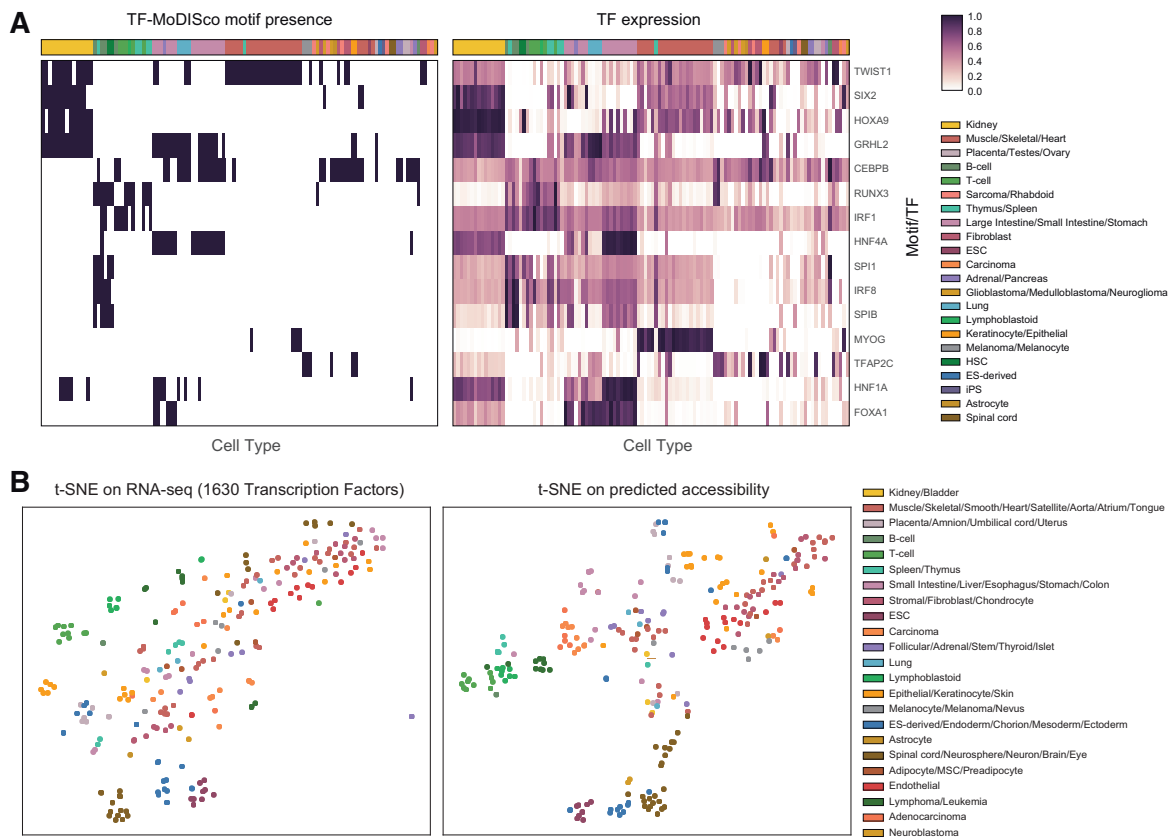 A
TF-MoDISco motif presence
TF expression
1.0
0.8
0.6
0.4
0.2
0.0
TWIST1
SIX2
HOXA9
GRHL2
CEBPB
RUNX3
IRF1
HNF4A
SPI1
IRF8
SPIB
MYOG
TFAP2C
HNF1A
FOXA1
Motif/TF
Kidney
Muscle/Skeletal/Heart
Placenta/Testes/Ovary
B-cell
T-cell
Sarcoma/Rhabdoid
Thymus/Spleen
Large Intestine/Small Intestine/Stomach
Fibroblast
ESC
Carcinoma
Adrenal/Pancreas
Glioblastoma/Medulloblastoma/Neuroglioma
Lung
Lymphoblastoid
Keratinocyte/Epithelial
Melanoma/Melanocyte
HSC
ES-derived
iPS
Astrocyte
Spinal cord
Cell Type
Cell Type
B
t-SNE on RNA-seq (1630 Transcription Factors)
t-SNE on predicted accessibility
Kidney/Bladder
Muscle/Skeletal/Smooth/Heart/Satellite/Aorta/Atrium/Tongue
Placenta/Amnion/Umbilical cord/Uterus
B-cell
T-cell
Spleen/Thymus
Small Intestine/Liver/Esophagus/Stomach/Colon
Stromal/Fibroblast/Chondrocyte
ESC
Carcinoma
Follicular/Adrenal/Stem/Thyroid/Islet
Lung
Lymphoblastoid
Epithelial/Keratinocyte/Skin
Melanocyte/Melanoma/Nevus
ES-derived/Endoderm/Chorion/Mesoderm/Ectoderm
Astrocyte
Spinal cord/Neurosphere/Neuron/Brain/Eye
Adipocyte/MSC/Preadipocyte
Endothelial
Lymphoma/Leukemia
Adenocarcinoma
Neuroblastoma